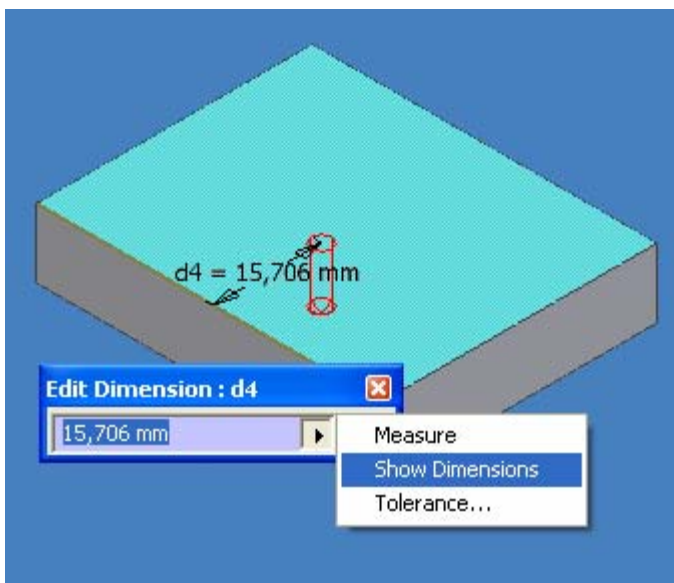 d4 = 15,706 mm
Edit Dimension : d4
15,706 mm
Measure
Show Dimensions
Tolerance...